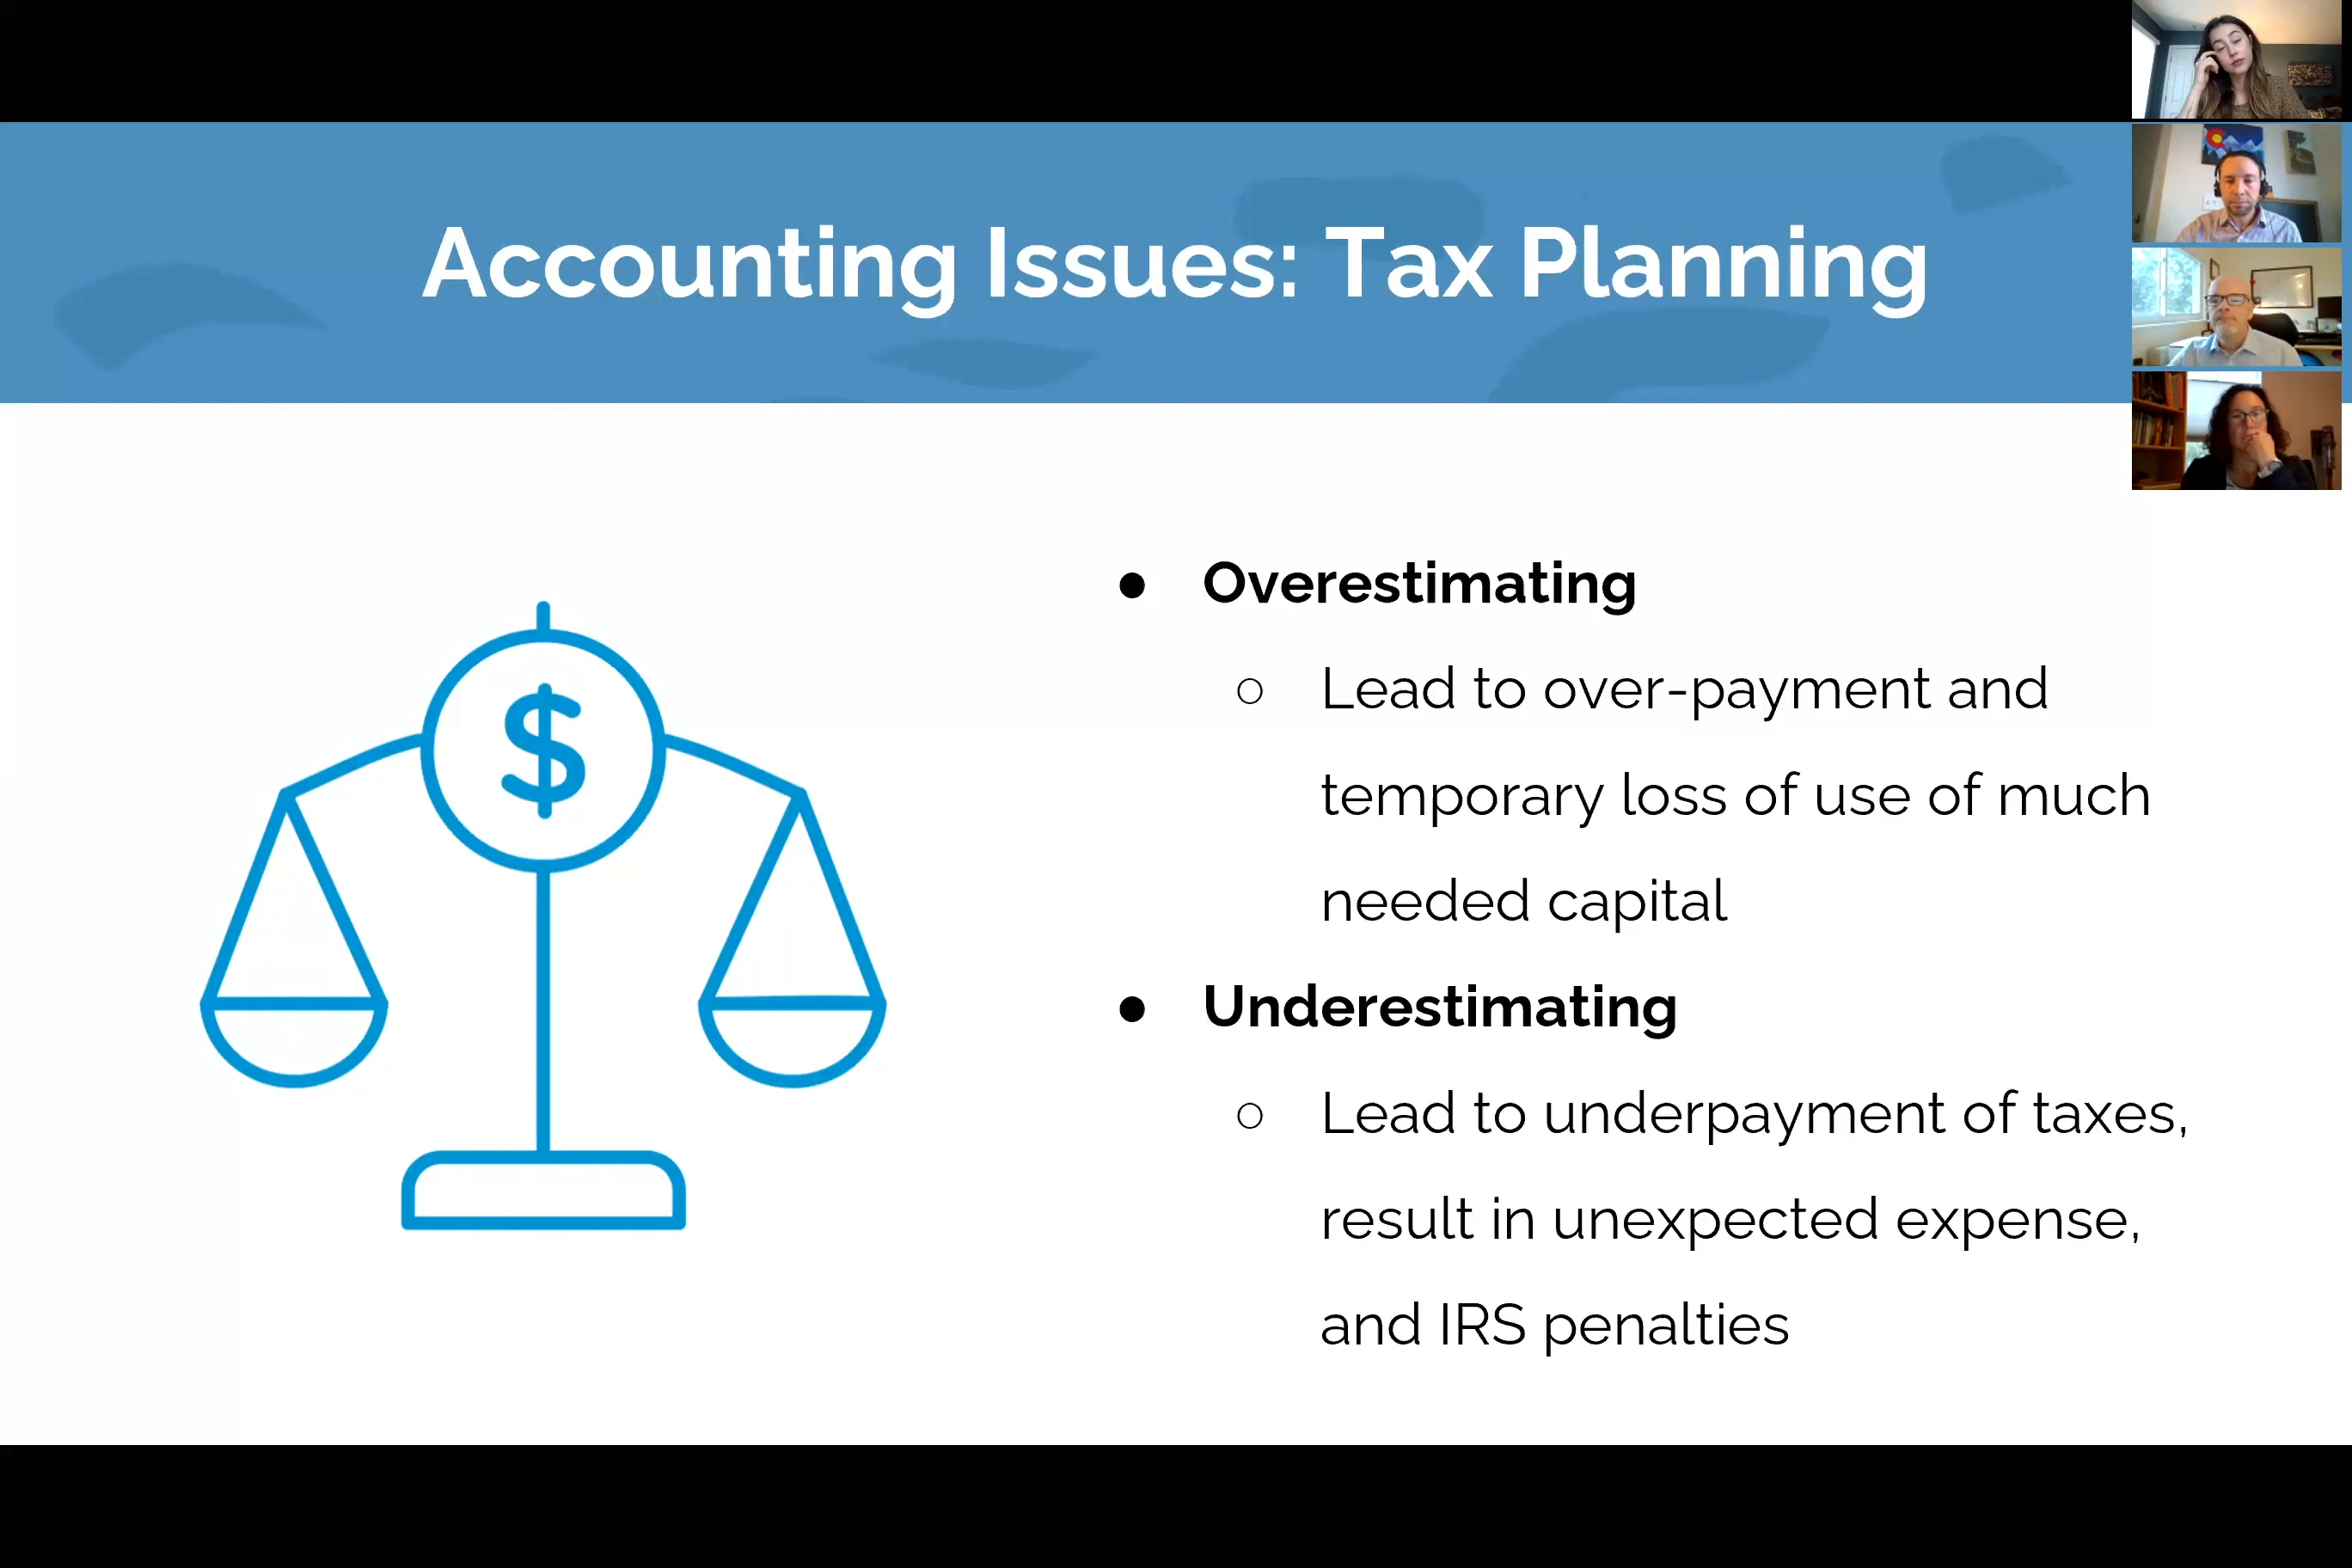 Accounting Issues: Tax Planning
$
● Overestimating
○ Lead to over-payment and
temporary loss of use of much
needed capital
● Underestimating
○ Lead to underpayment of taxes,
result in unexpected expense,
and IRS penalties